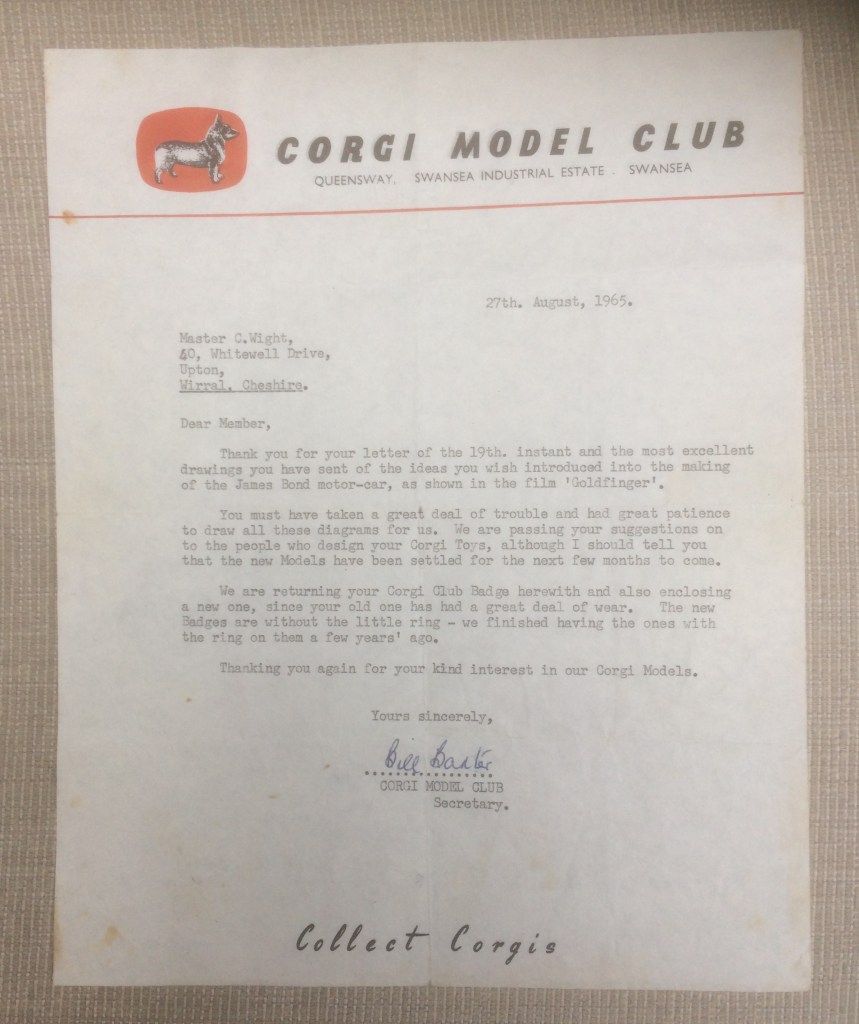 CORGI MODEL CLUB
QUEENSWAY. SWANSEA INDUSTRIAL ESTATE . SWANSEA
27th. August, 1965.
Master C.Wight,
40, Whitewell Drive,
Upton,
Wirral. Cheshire.
Dear Member,
Thank you for your letter of the 19th. instant and the most excellent
drawings you have sent of the ideas you wish introduced into the making
of the James Bond motor-car, as shown in the film 'Goldfinger'.
You must have taken a great deal of trouble and had great patience
to draw all these diagrams for us. We are passing your suggestions on
to the people who design your Corgi Toys, although I should tell you
that the new Models have been settled for the next few months to come.
We are returning your Corgi Club Badge herewith and also enclosing
a new one, since your old one has had a great deal of wear. The new
Badges are without the little ring - we finished having the ones with
the ring on them a few years' ago.
Thanking you again for your kind interest in our Corgi Models.
Yours sincerely,
Bill Baxter
CORGI MODEL CLUB
Secretary.
Collect Corgis